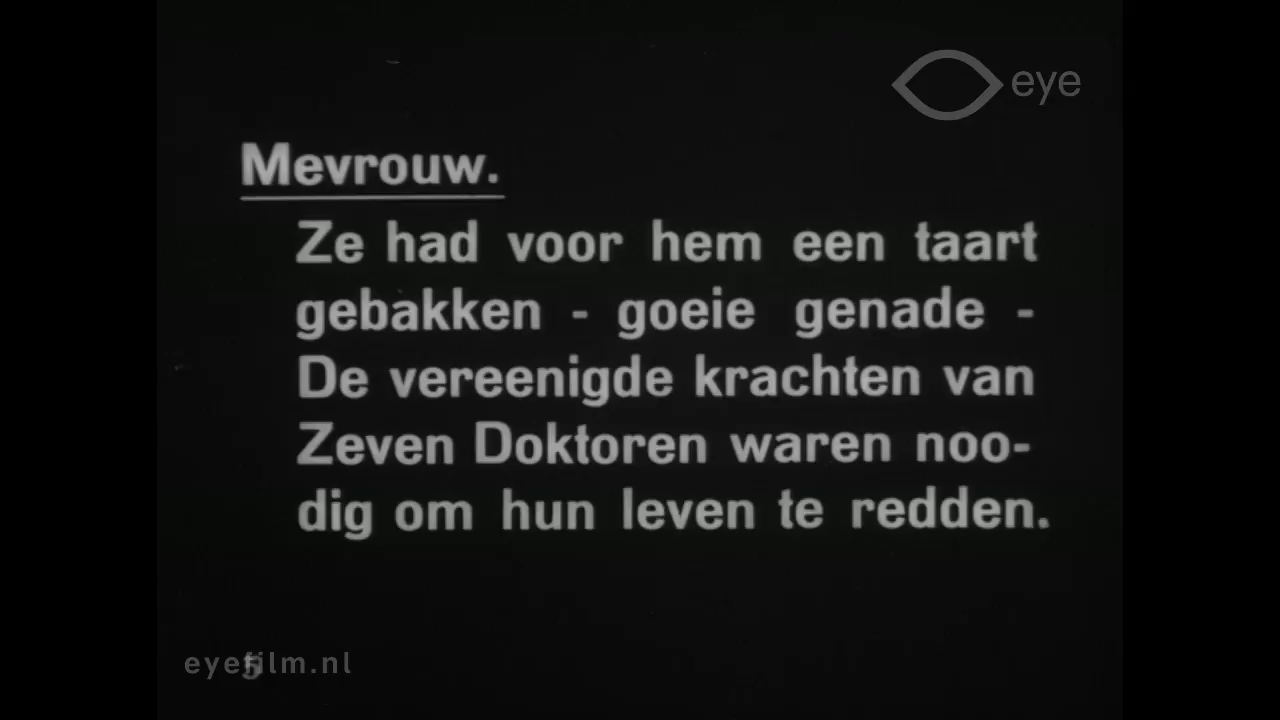 eye
Mevrouw.
Ze had voor hem een taart
gebakken - goeie genade -
De vereenigde krachten van
Zeven Doktoren waren noo-
dig om hun leven te redden.
eyefilm.nl
5